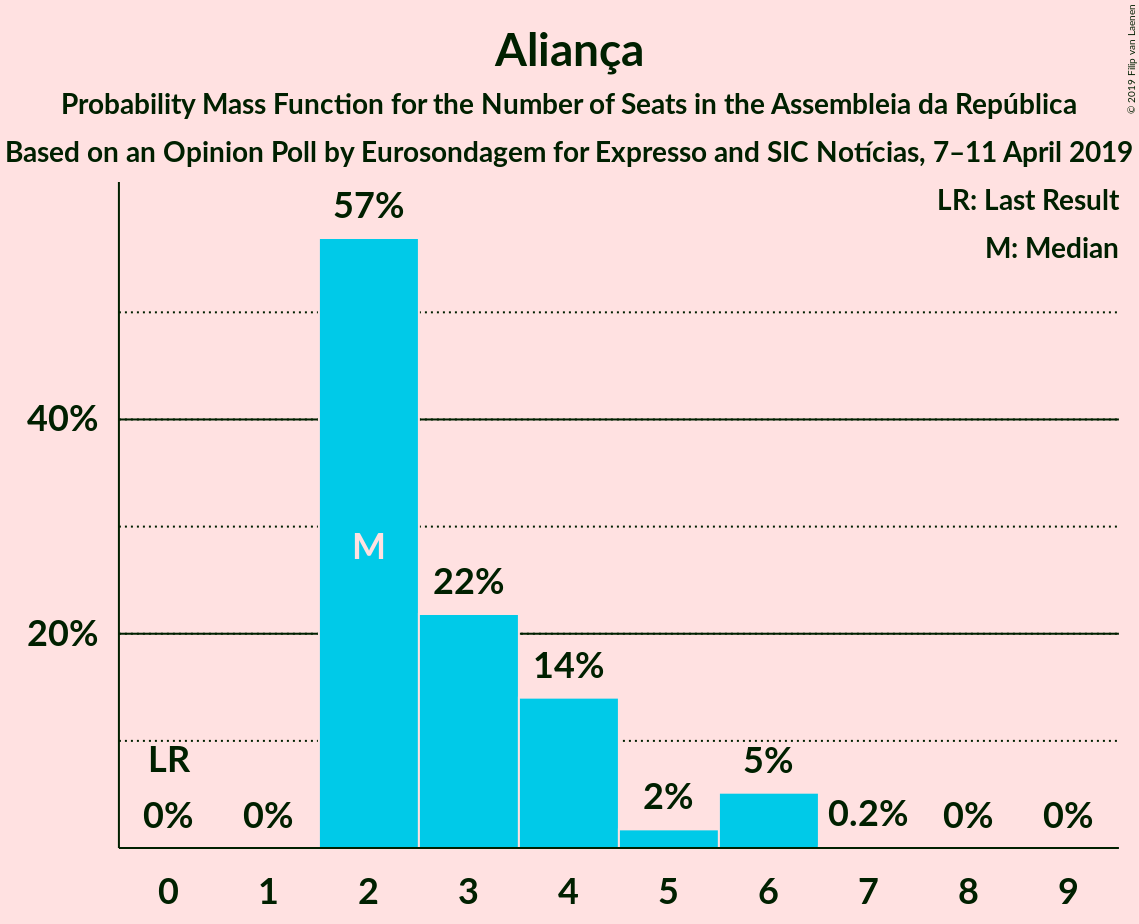 Aliança
Probability Mass Function for the Number of Seats in the Assembleia da República
Based on an Opinion Poll by Eurosondagem for Expresso and SIC Notícias, 7–11 April 2019
© 2019 Filip van Laenen
LR: Last Result
M: Median
57%
40%
M
22%
20%
14%
LR
0%
0%
2%
5%
0.2%
0%
0%
0 1 2 3 4 5 6 7 8 9